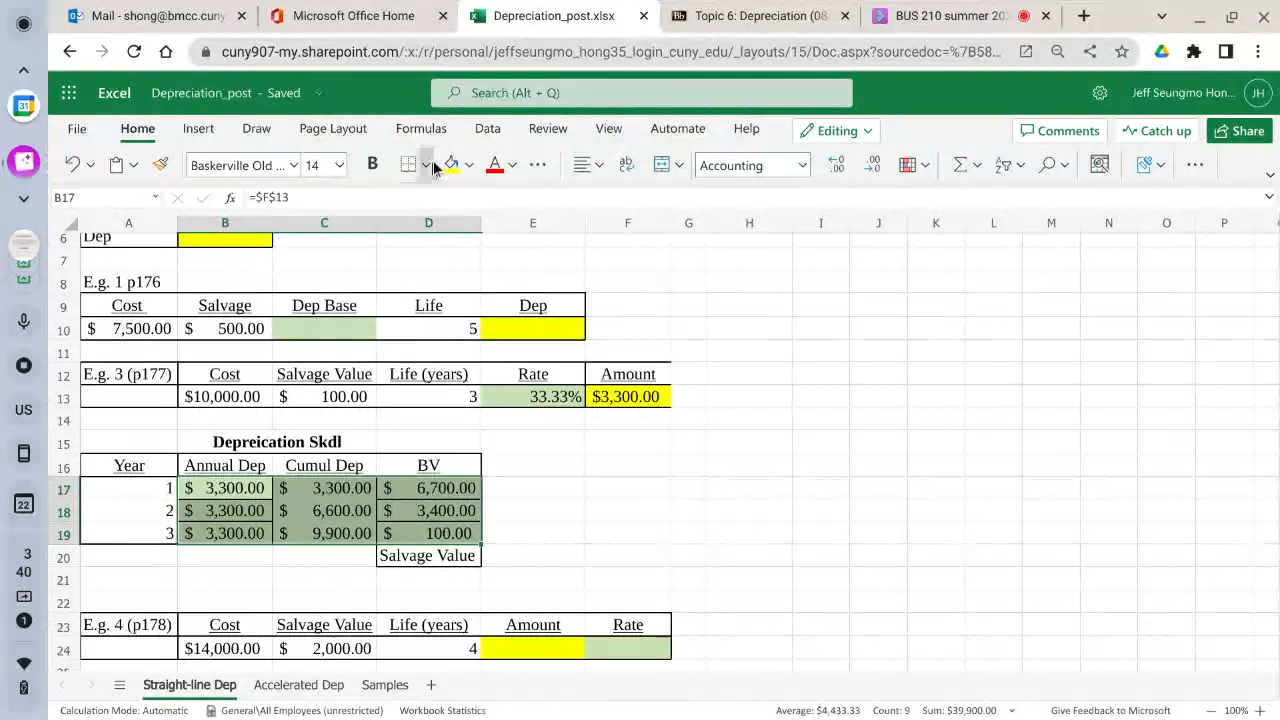 Mail - shong@bmcc.cuny
Microsoft Office Home
Depreciation_post.xlsx
Bb Topic 6: Depreciation (08
BUS 210 summer 202
cuny907-my.sharepoint.com/:x:/r/personal/jeffseungmo_hong35_login_cuny_edu/_layouts/15/Doc.aspx?sourcedoc=%7B58...
Excel Depreciation_post - Saved Search (Alt + Q) Jeff Seungmo Hon... JH
File Home Insert Draw Page Layout Formulas Data Review View Automate Help Editing Comments Catch up Share
Baskerville Old ... 14 B A Accounting
B17 fx =$F$13
A B C D E F G H I J K L M N O P
6 Dep
7
8 E.g. 1 p176
9 Cost Salvage Dep Base Life Dep
10 $ 7,500.00 $ 500.00 5
11
12 E.g. 3 (p177) Cost Salvage Value Life (years) Rate Amount
13 $10,000.00 $ 100.00 3 33.33% $3,300.00
14
15 Depreication Skdl
16 Year Annual Dep Cumul Dep BV
17 1 $ 3,300.00 $ 3,300.00 $ 6,700.00
18 2 $ 3,300.00 $ 6,600.00 $ 3,400.00
19 3 $ 3,300.00 $ 9,900.00 $ 100.00
20 Salvage Value
21
22
23 E.g. 4 (p178) Cost Salvage Value Life (years) Amount Rate
24 $14,000.00 $ 2,000.00 4
Straight-line Dep Accelerated Dep Samples
Calculation Mode: Automatic General\All Employees (unrestricted) Workbook Statistics Average: $4,433.33 Count: 9 Sum: $39,900.00 Give Feedback to Microsoft 100%
31
US
22
3
40
1